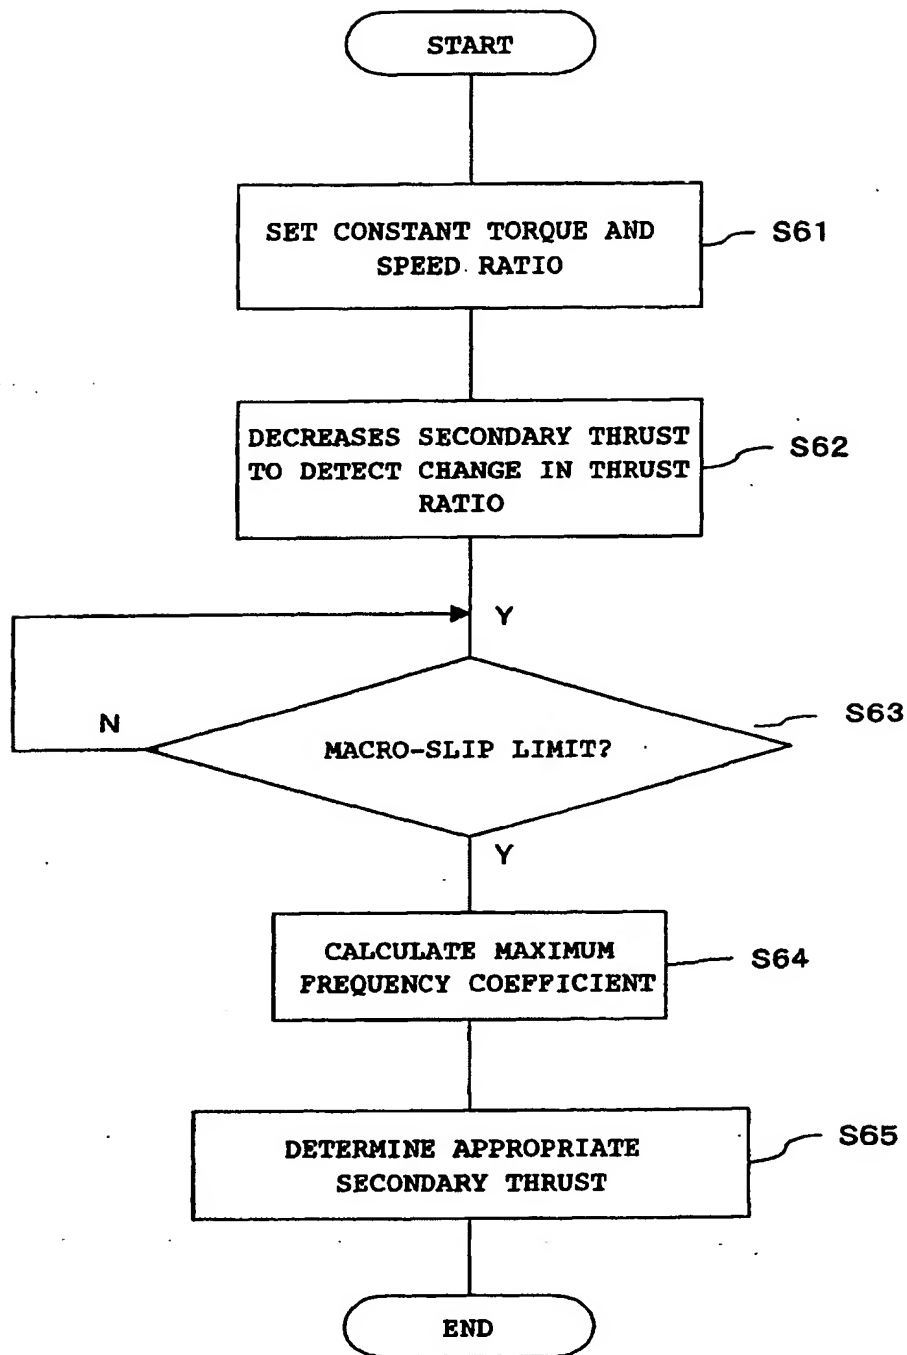 START
SET CONSTANT TORQUE AND
SPEED RATIO
S61
DECREASES SECONDARY THRUST
TO DETECT CHANGE IN THRUST
RATIO
S62
Y
N
MACRO-SLIP LIMIT?
S63
Y
CALCULATE MAXIMUM
FREQUENCY COEFFICIENT
S64
DETERMINE APPROPRIATE
SECONDARY THRUST
S65
END